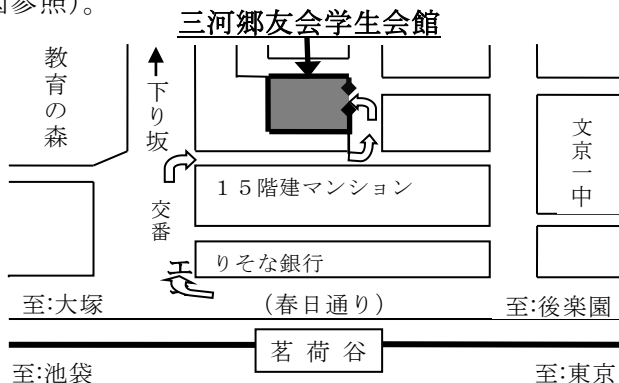 図参照)。
三河郷友会学生会館
教育の森
下り坂
文京一中
15階建マンション
交番
りそな銀行
至:大塚
(春日通り)
至:後楽園
茗荷谷
至:池袋
至:東京